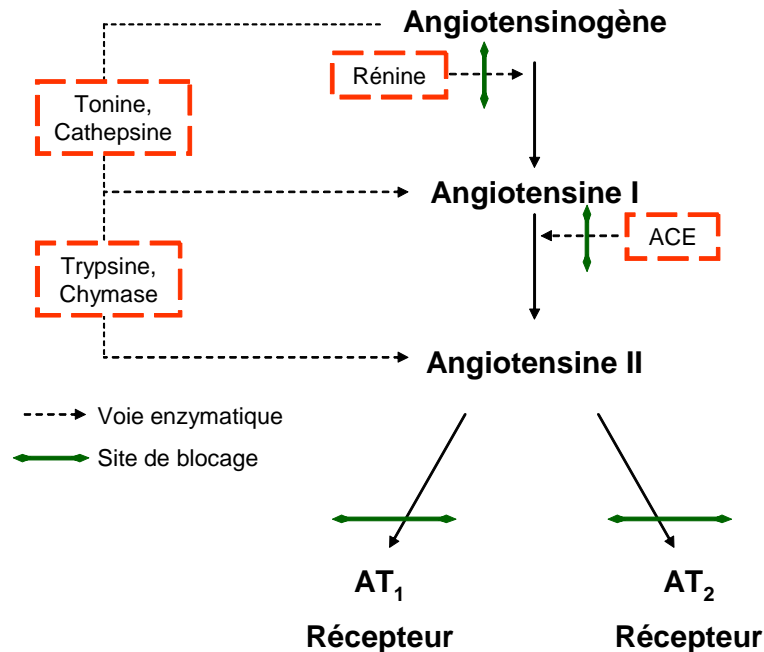 Angiotensinogène
Rénine
Tonine,
Cathepsine
Angiotensine I
ACE
Trypsine,
Chymase
Angiotensine II
Voie enzymatique
Site de blocage
AT₁
Récepteur
AT₂
Récepteur